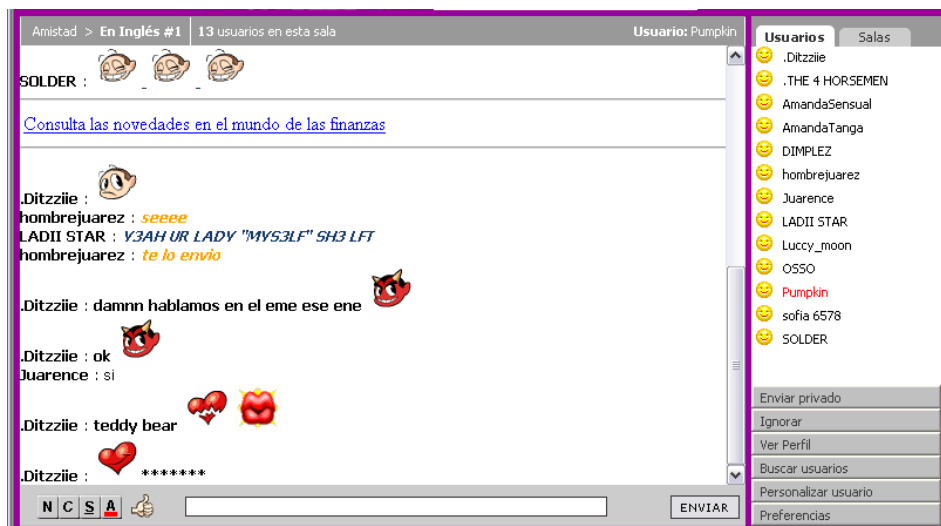 Amistad > En Inglés #1 13 usuarios en esta sala Usuario: Pumpkin
SOLDER :
Consulta las novedades en el mundo de las finanzas
.Ditzziie :
hombrejuarez : seeee
LADII STAR : Y3AH UR LADY "MYS3LF" SH3 LFT
hombrejuarez : te lo envio
.Ditzziie : damnn hablamos en el eme ese ene
.Ditzziie : ok
Juarence : si
.Ditzziie : teddy bear
.Ditzziie : *******
N C S A
ENVIAR
Usuarios Salas
.Ditzziie
.THE 4 HORSEMEN
AmandaSensual
AmandaTanga
DIMPLEZ
hombrejuarez
Juarence
LADII STAR
Luccy_moon
OSSO
Pumpkin
sofia 6578
SOLDER
Enviar privado
Ignorar
Ver Perfil
Buscar usuarios
Personalizar usuario
Preferencias